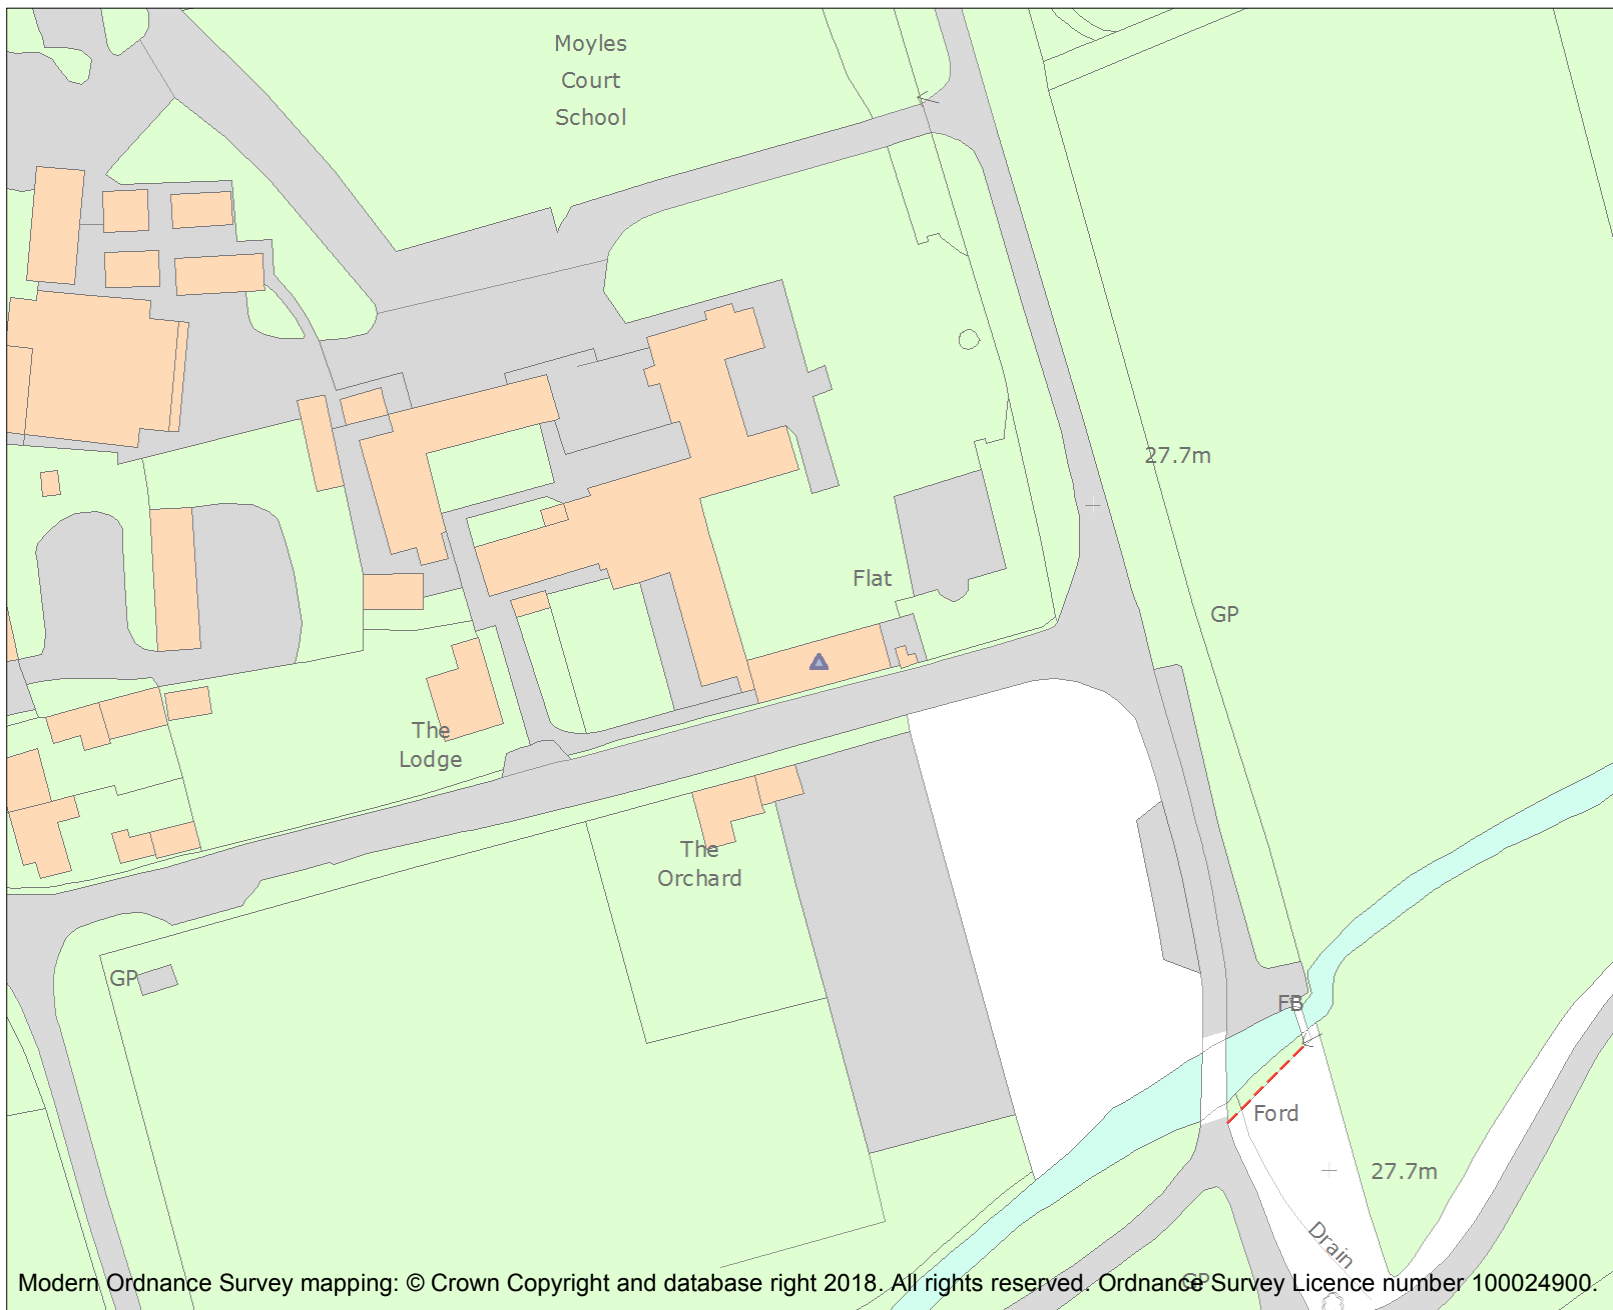 Moyles
Court
School
27.7m
Flat
GP
The
Lodge
The
Orchard
GP
FB
Ford
27.7m
Drain
GP
Modern Ordnance Survey mapping: © Crown Copyright and database right 2018. All rights reserved. Ordnance Survey Licence number 100024900.